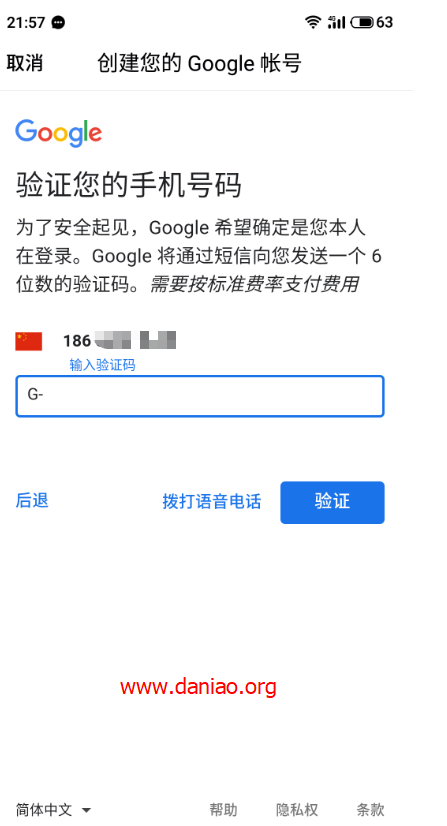 21:57 4G 63
取消 创建您的 Google 帐号
Google
验证您的手机号码
为了安全起见，Google 希望确定是您本人
在登录。Google 将通过短信向您发送一个 6
位数的验证码。需要按标准费率支付费用
186
输入验证码
G-
后退 拨打语音电话 验证
www.daniao.org
简体中文 帮助 隐私权 条款